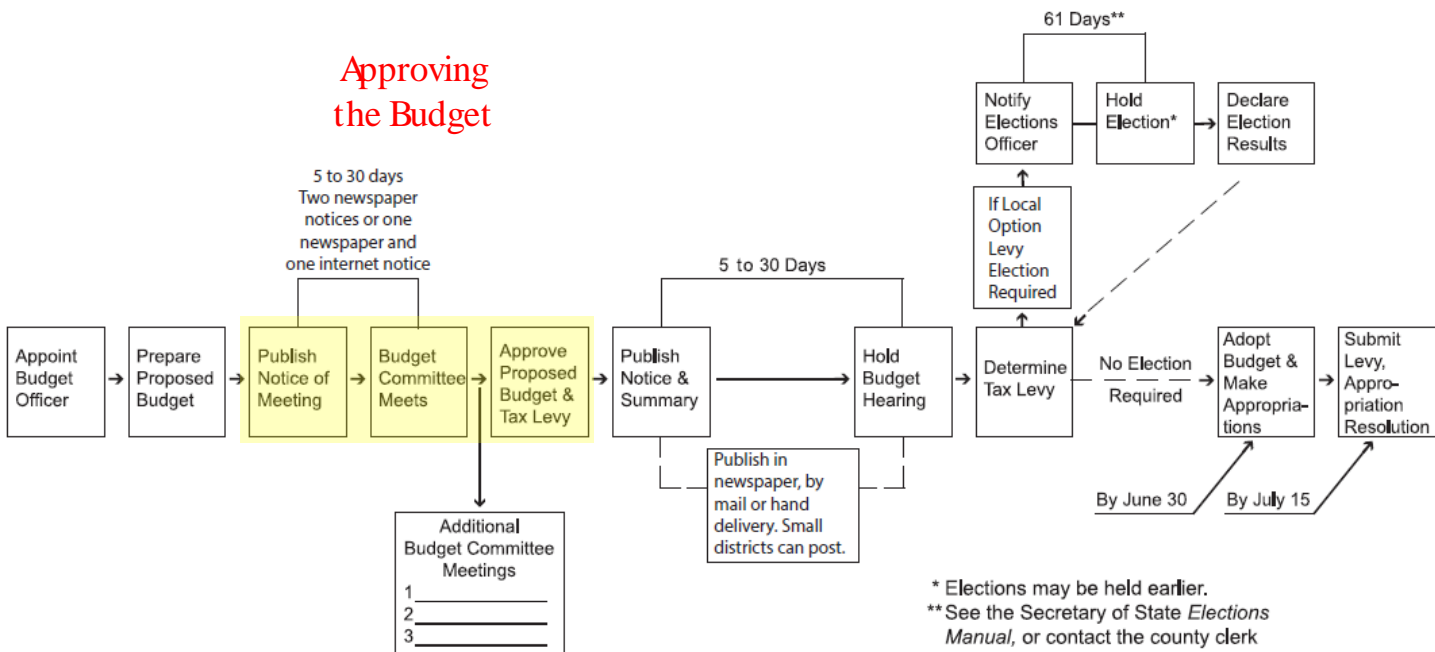 Approving
the Budget
5 to 30 days
Two newspaper
notices or one
newspaper and
one internet notice
61 Days**
Notify
Elections
Officer
Hold
Election*
Declare
Election
Results
If Local
Option
Levy
Election
Required
5 to 30 Days
Appoint
Budget
Officer
Prepare
Proposed
Budget
Publish
Notice of
Meeting
Budget
Committee
Meets
Approve
Proposed
Budget &
Tax Levy
Publish
Notice &
Summary
Hold
Budget
Hearing
Determine
Tax Levy
No Election
Required
Adopt
Budget &
Make
Appropria-
tions
Submit
Levy,
Appro-
priation
Resolution
Publish in
newspaper, by
mail or hand
delivery. Small
districts can post.
By June 30
By July 15
Additional
Budget Committee
Meetings
1
2
3
* Elections may be held earlier.
** See the Secretary of State Elections
Manual, or contact the county clerk